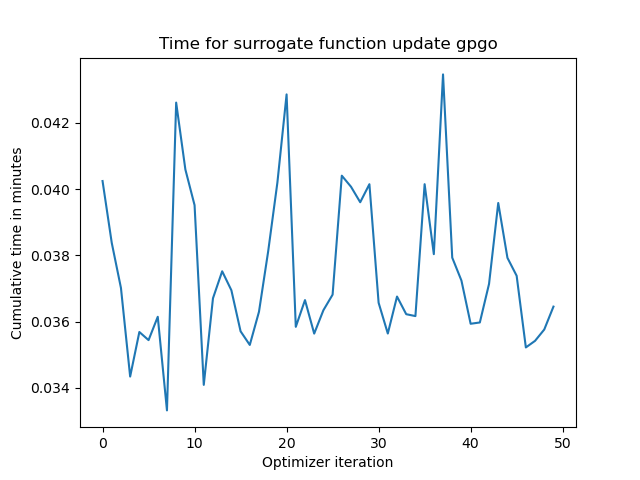 Time for surrogate function update gpgo
Cumulative time in minutes
0.042
0.040
0.038
0.036
0.034
0 10 20 30 40 50
Optimizer iteration